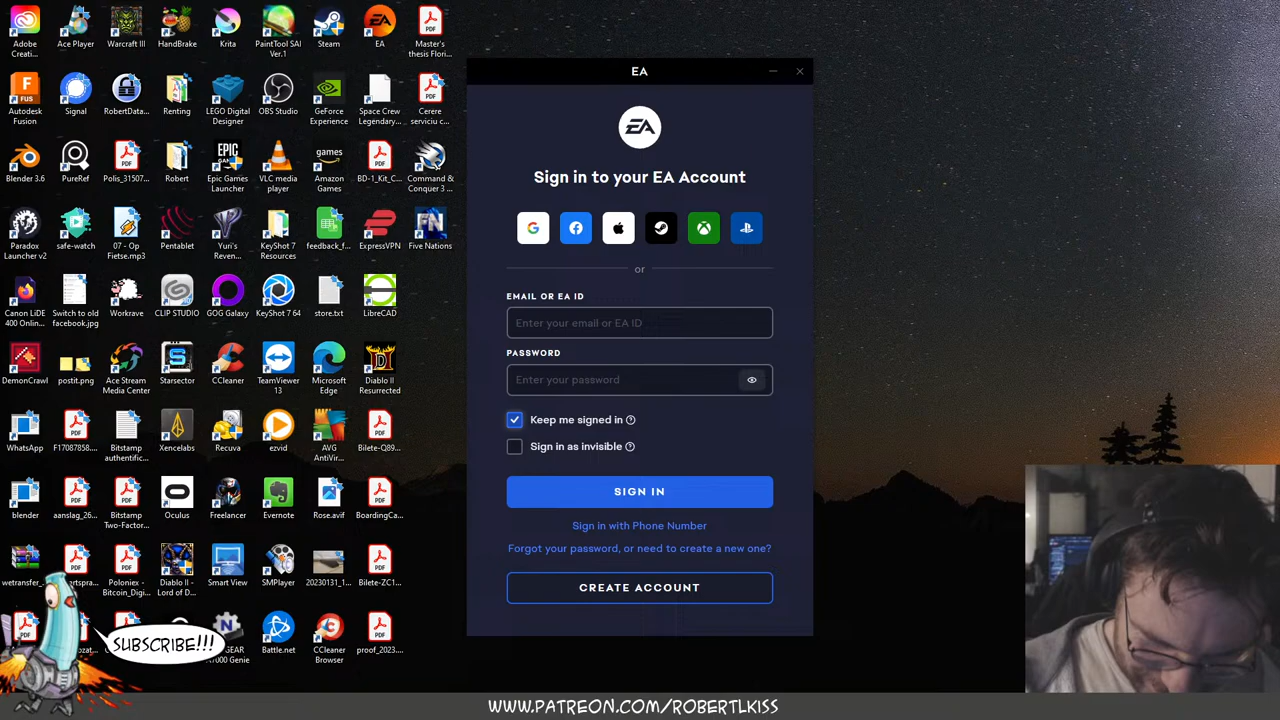 Adobe Creati...
Ace Player
Warcraft III
HandBrake
Krita
PaintTool SAI Ver.1
Steam
EA
Master's thesis Flori...
Autodesk Fusion
Signal
RobertData...
Renting
LEGO Digital Designer
OBS Studio
GeForce Experience
Space Crew Legendary...
Cerere serviciu c...
Blender 3.6
PureRef
Polis_31507...
Robert
Epic Games Launcher
VLC media player
Amazon Games
BD-1_Kit_C...
Command & Conquer 3 ...
Paradox Launcher v2
safe-watch
07 - Op Fietse.mp3
Pentablet
Yuri's Reven...
KeyShot 7 Resources
feedback_f...
ExpressVPN
Five Nations
Canon LiDE 400 Onlin...
Switch to old facebook.jpg
Workrave
CLIP STUDIO
GOG Galaxy
KeyShot 7 64
store.txt
LibreCAD
DemonCrawl
postit.png
Ace Stream Media Center
Starsector
CCleaner
TeamViewer 13
Microsoft Edge
Diablo II Resurrected
WhatsApp
F17087858...
Bitstamp authentific...
Xencelabs
Recuva
ezvid
AVG AntiVir...
Bilete-Q89...
blender
aanslag_26...
Bitstamp Two-Factor...
Oculus
Freelancer
Evernote
Rose.avif
BoardingCa...
wetransfer_...
Poloniex - Bitcoin_Digi...
Diablo II - Lord of D...
Smart View
SMPlayer
20230131_1...
Bilete-ZC1...
Battle.net
CCleaner Browser
proof_2023...
EA
EA
Sign in to your EA Account
or
EMAIL OR EA ID
Enter your email or EA ID
PASSWORD
Enter your password
Keep me signed in
Sign in as invisible
SIGN IN
Sign in with Phone Number
Forgot your password, or need to create a new one?
CREATE ACCOUNT
SUBSCRIBE!!!
WWW.PATREON.COM/ROBERTLKISS